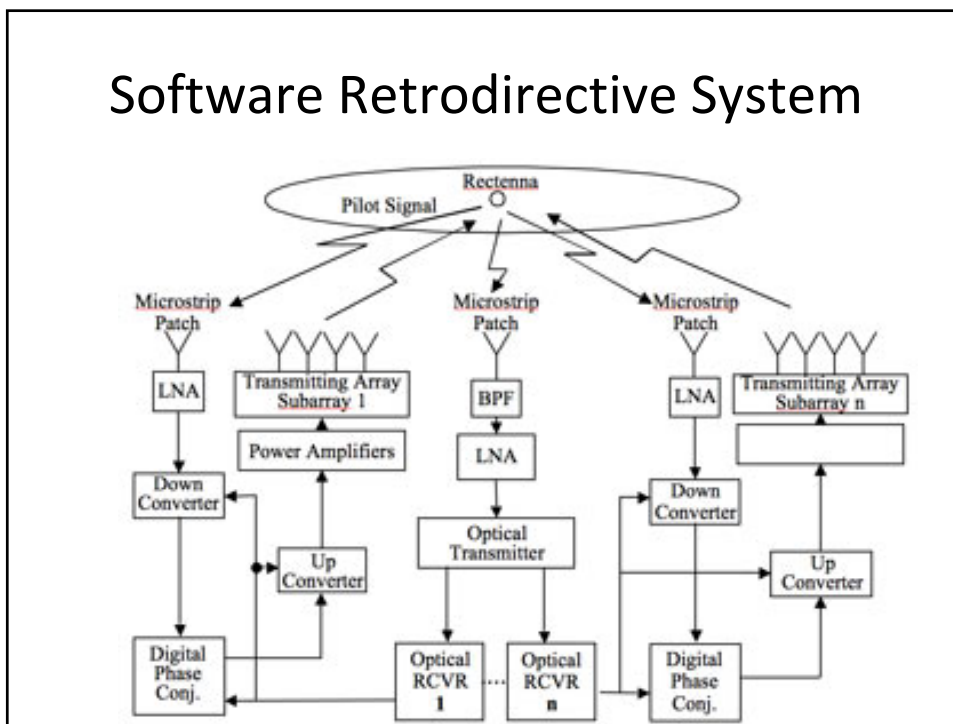 Software Retrodirective System
Rectenna
Pilot Signal
Microstrip
Patch
Microstrip
Patch
Microstrip
Patch
LNA
Transmitting Array
Subarray 1
BPF
LNA
Transmitting Array
Subarray n
Power Amplifiers
LNA
Down
Converter
Down
Converter
Optical
Transmitter
Up
Converter
Up
Converter
Digital
Phase
Conj.
Optical
RCVR
1
....
Optical
RCVR
n
Digital
Phase
Conj.